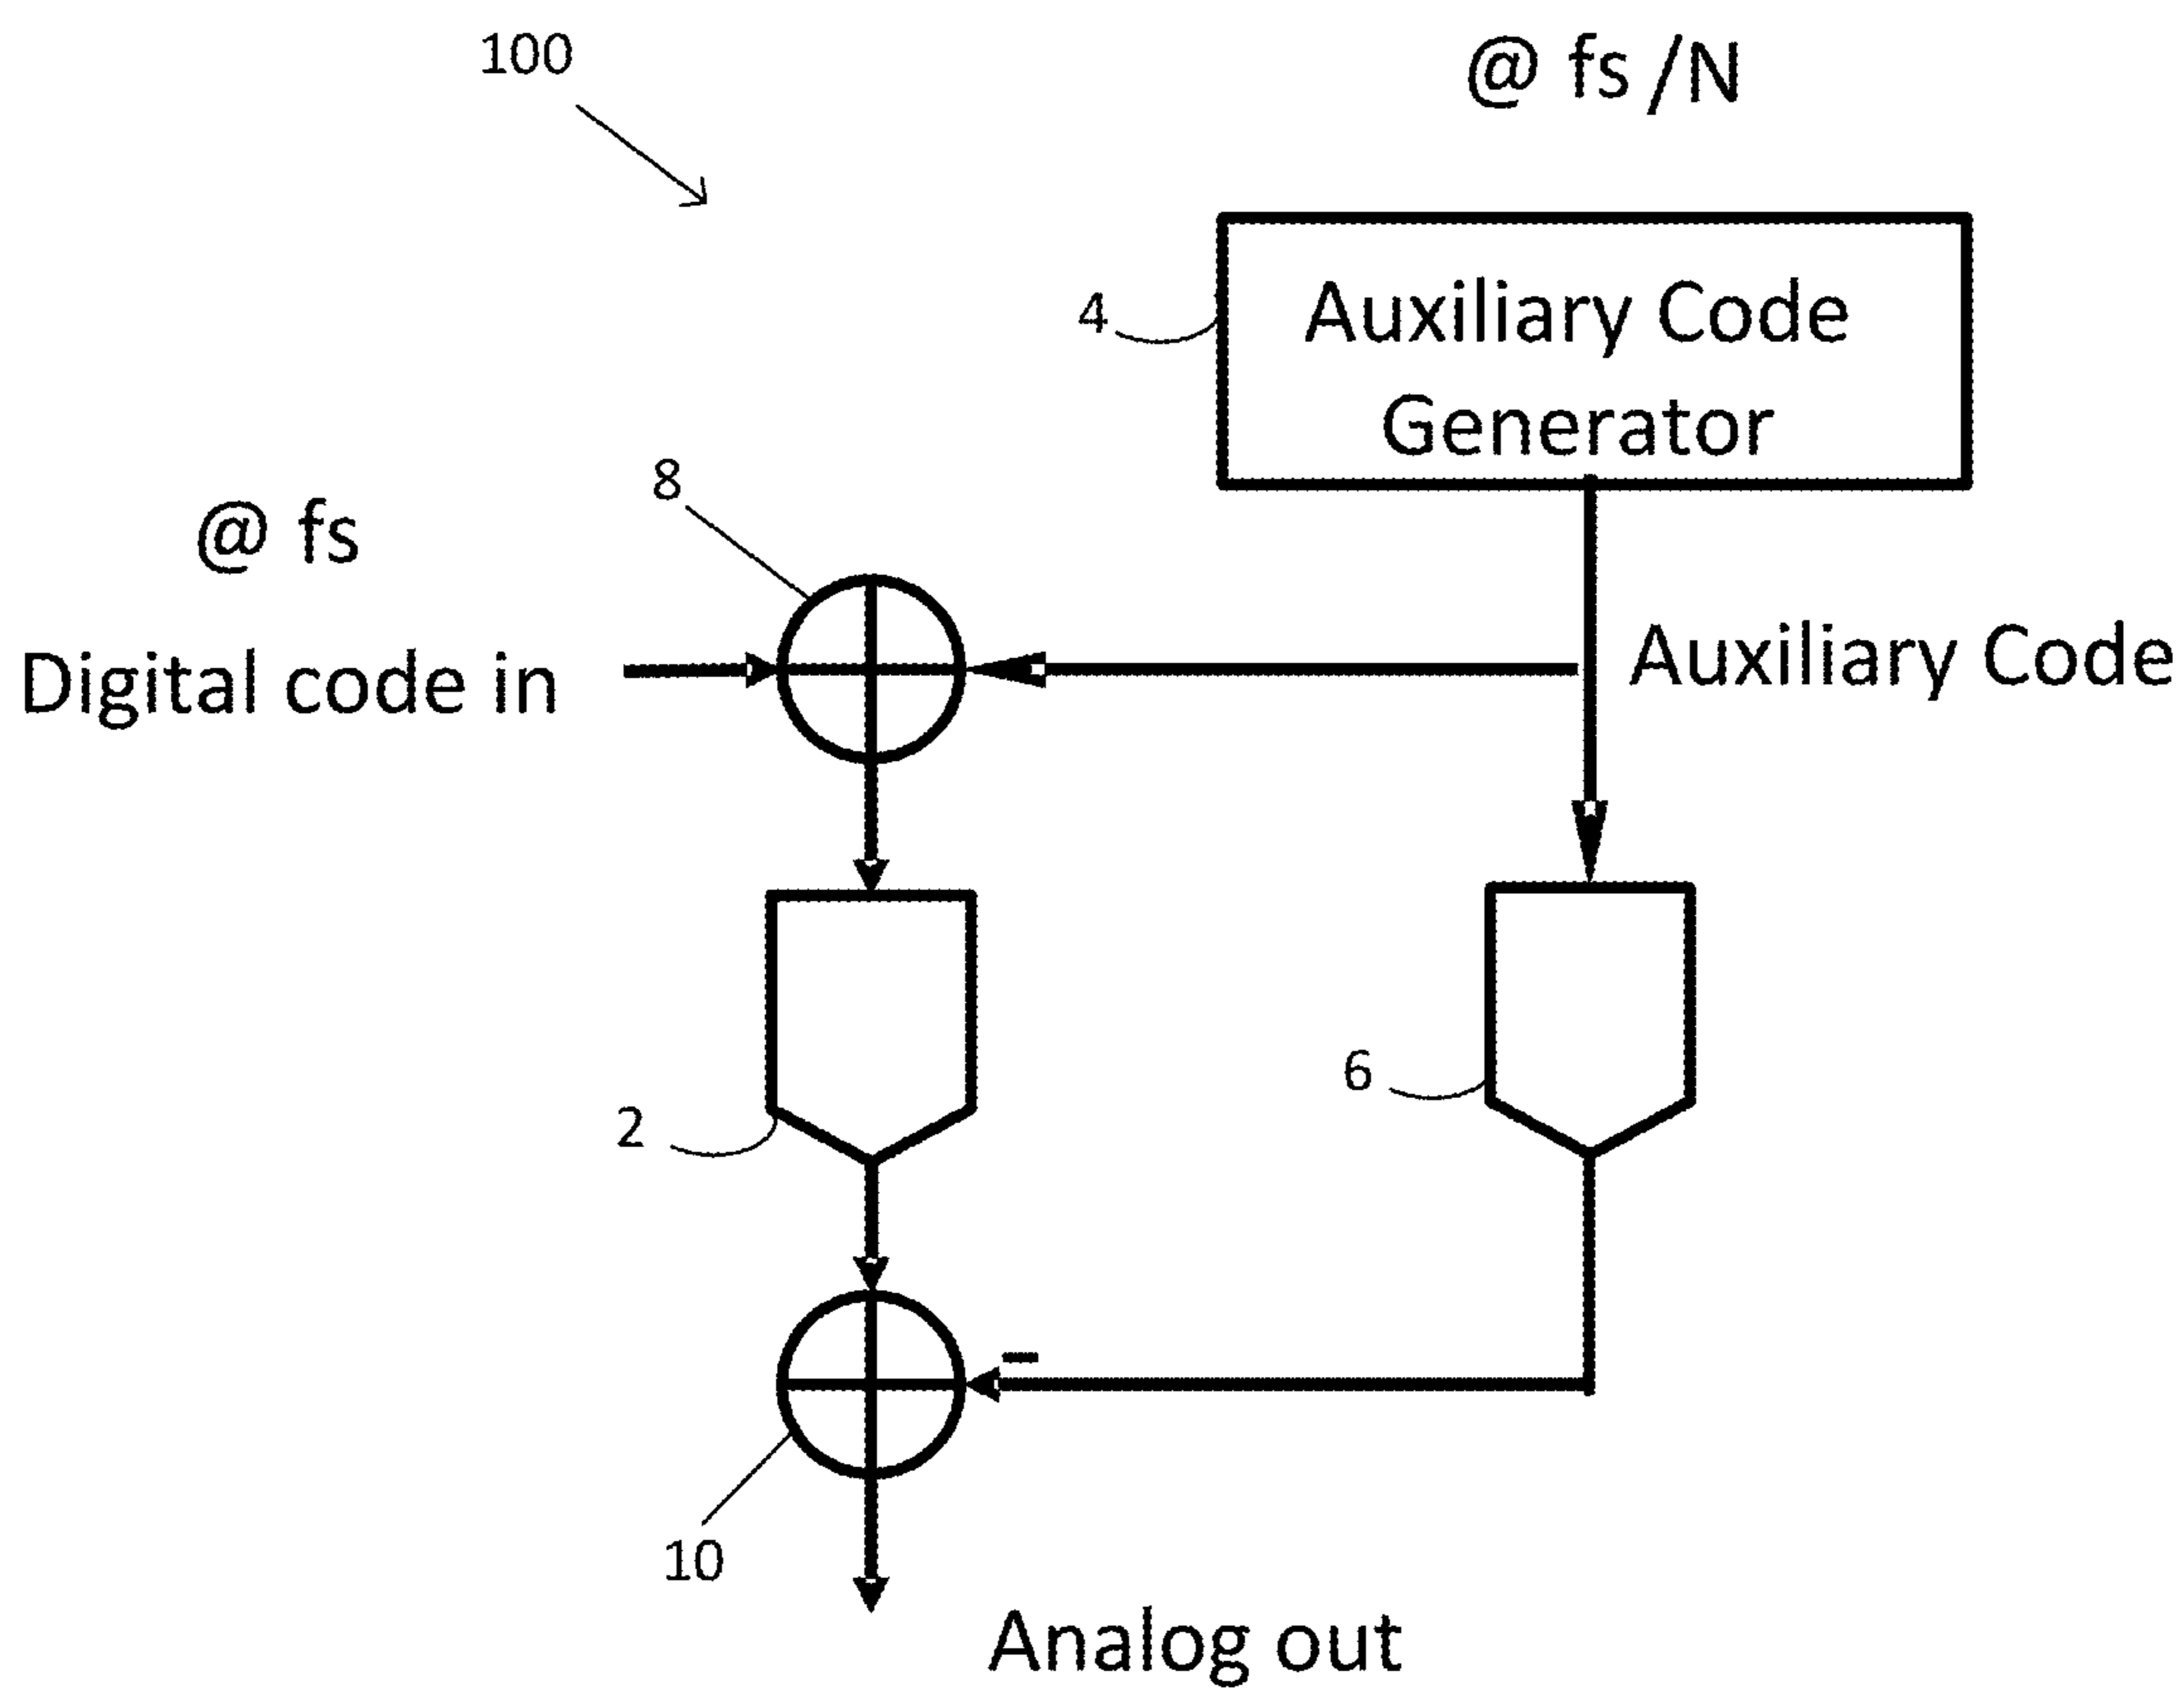 100
@ fs /N
4
Auxiliary Code
Generator
8
@ fs
Digital code in
Auxiliary Code
6
2
–
10
Analog out